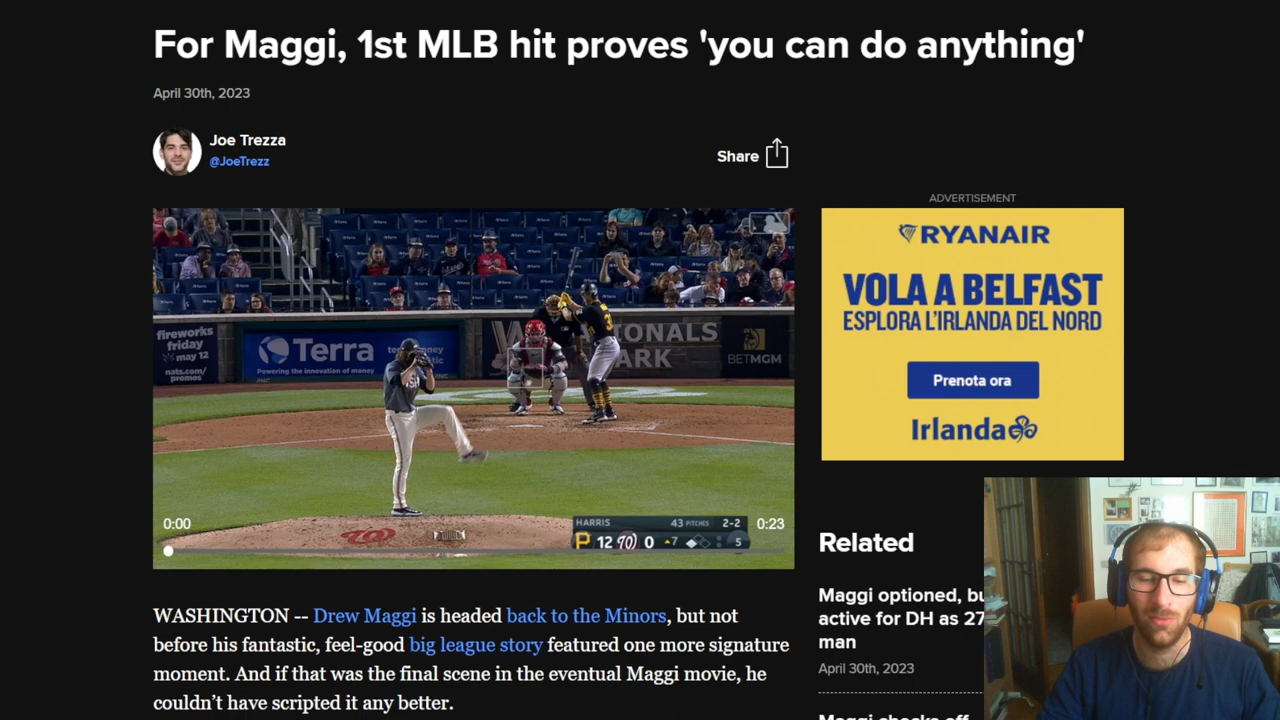 For Maggi, 1st MLB hit proves 'you can do anything'
April 30th, 2023
Joe Trezza
@JoeTrezz
Share
ADVERTISEMENT
RYANAIR
VOLA A BELFAST
ESPLORA L'IRLANDA DEL NORD
Prenota ora
Irlanda
fireworks
friday
may 12
nats.com/
promos
Terra
Powering the innovation of money
NATIONALS
PARK
BETMGM
0:00
HARRIS 43 PITCHES 2-2
P 12 W 0 7 5
0:23
WASHINGTON -- Drew Maggi is headed back to the Minors, but not
before his fantastic, feel-good big league story featured one more signature
moment. And if that was the final scene in the eventual Maggi movie, he
couldn't have scripted it any better.
Related
Maggi optioned, bu
active for DH as 27
man
April 30th, 2023